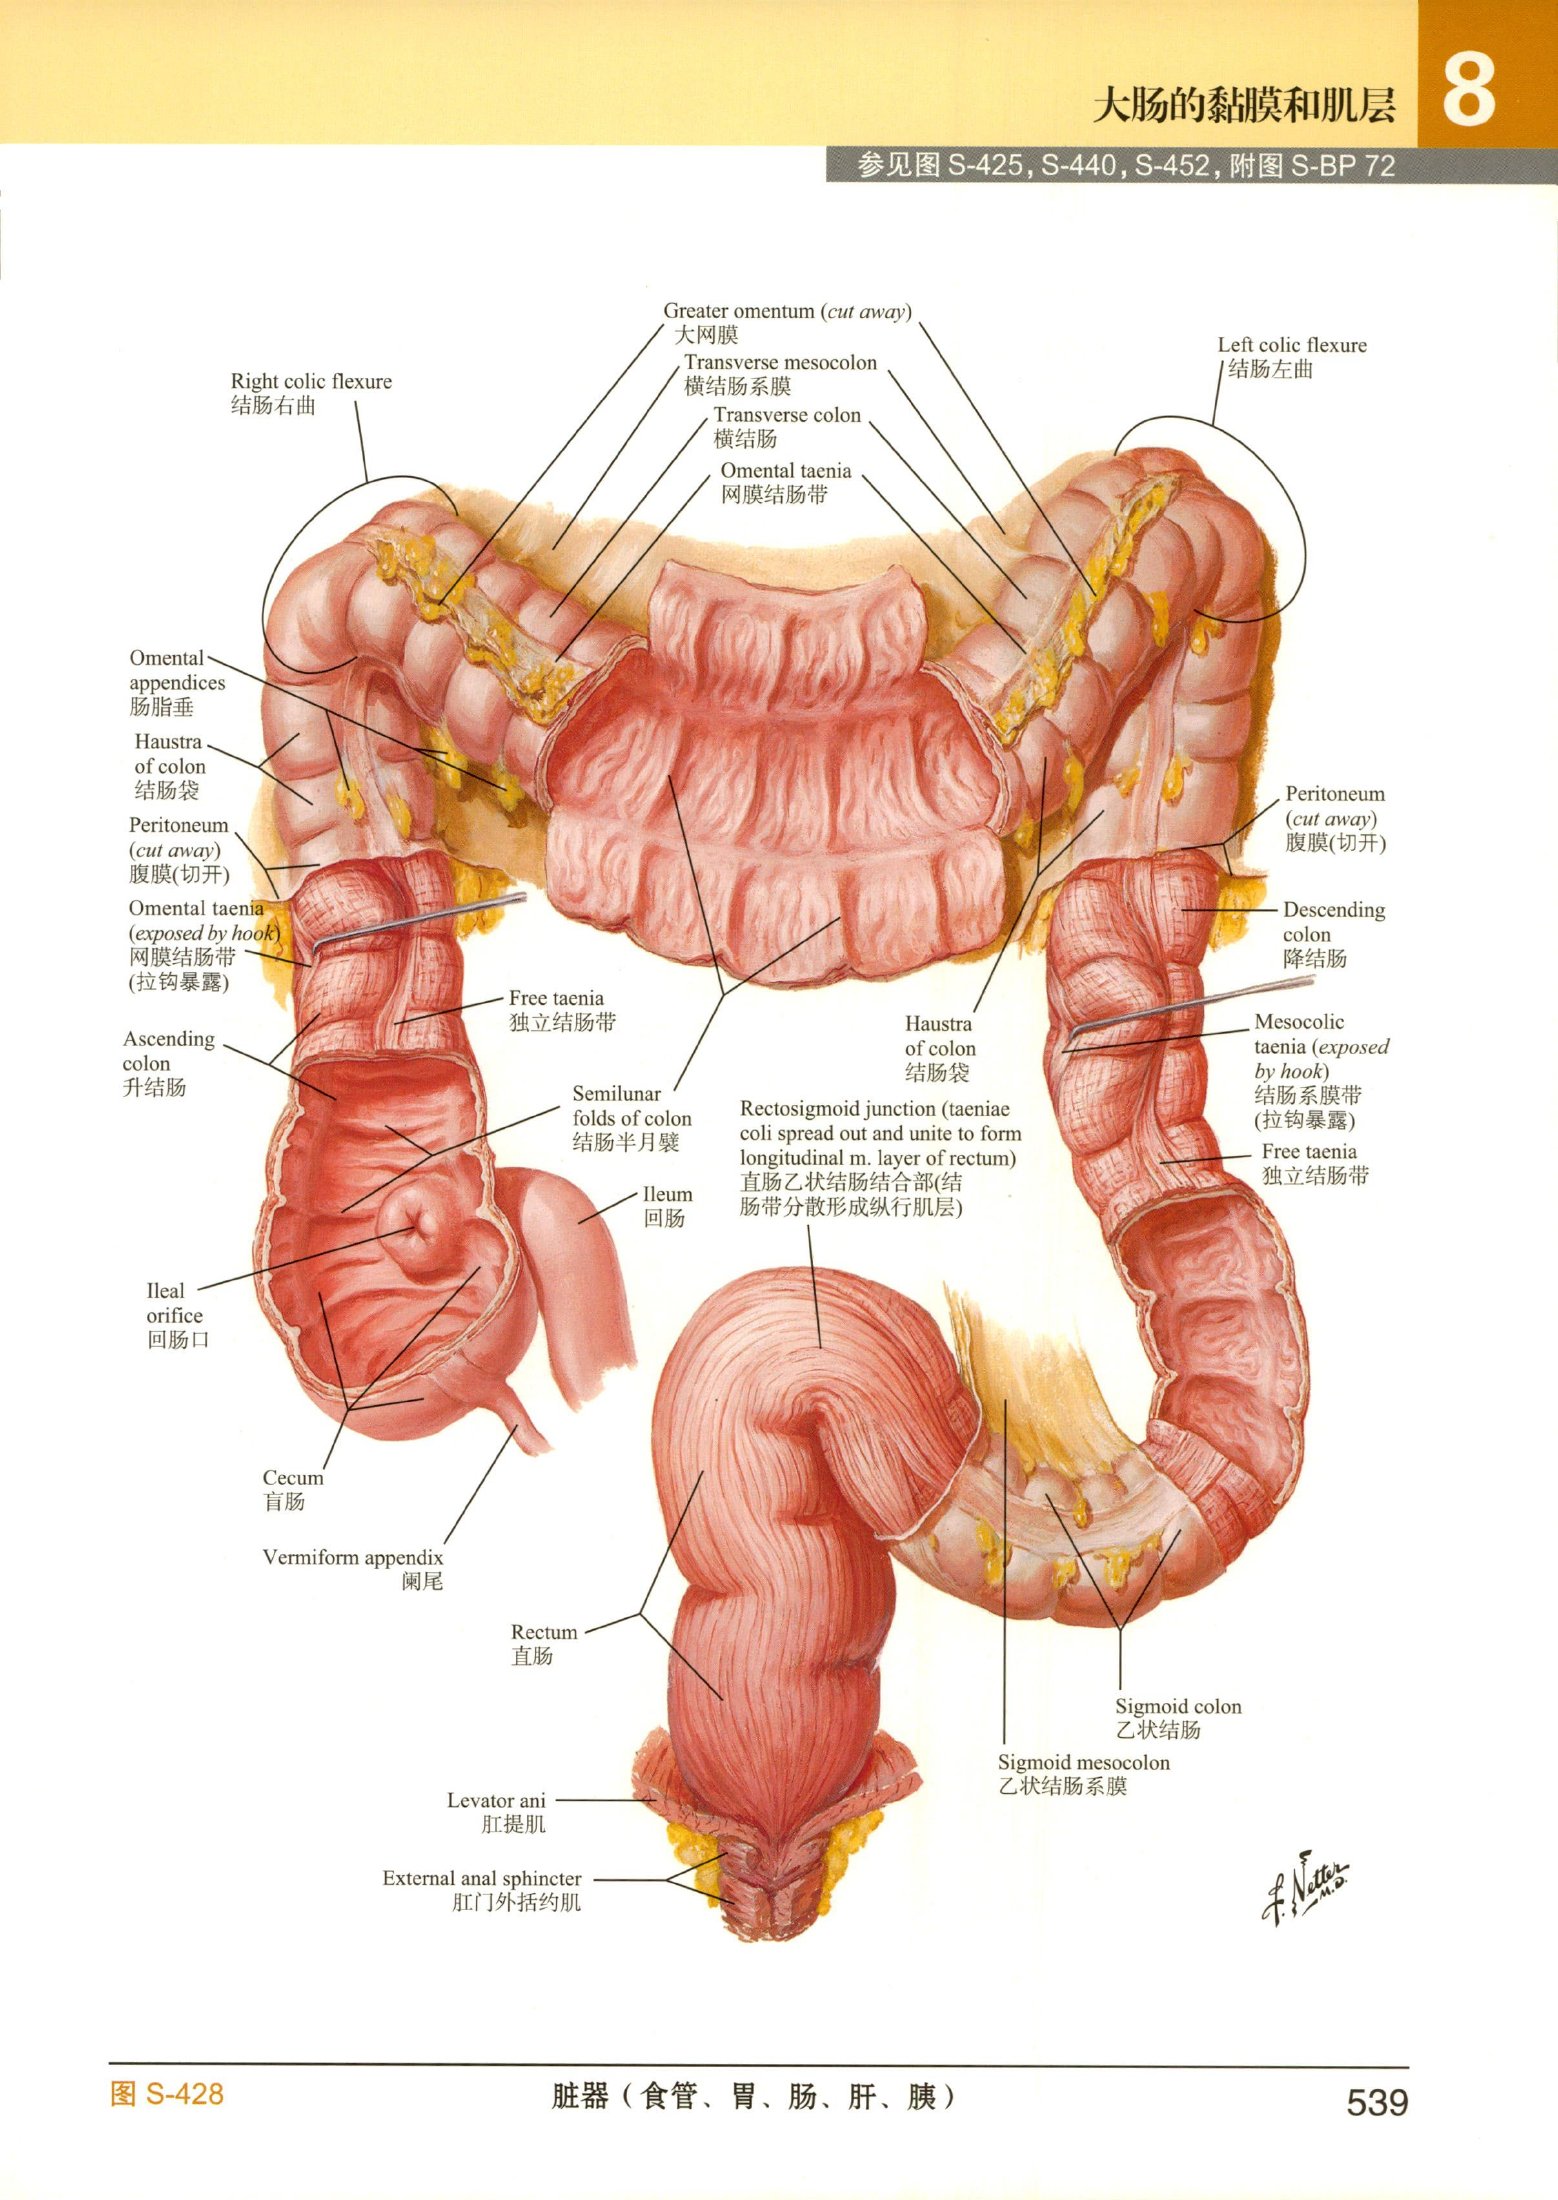 大肠的黏膜和肌层
8
参见图 S-425, S-440, S-452, 附图 S-BP 72
Greater omentum (cut away)
大网膜
Transverse mesocolon
横结肠系膜
Transverse colon
横结肠
Omental taenia
网膜结肠带
Left colic flexure
结肠左曲
Right colic flexure
结肠右曲
Omental
appendices
肠脂垂
Haustra
of colon
结肠袋
Peritoneum
(cut away)
腹膜(切开)
Omental taenia
(exposed by hook)
网膜结肠带
(拉钩暴露)
Ascending
colon
升结肠
Free taenia
独立结肠带
Semilunar
folds of colon
结肠半月襞
Ileum
回肠
Ileal
orifice
回肠口
Cecum
盲肠
Vermiform appendix
阑尾
Haustra
of colon
结肠袋
Rectosigmoid junction (taeniae
coli spread out and unite to form
longitudinal m. layer of rectum)
直肠乙状结肠结合部(结
肠带分散形成纵行肌层)
Peritoneum
(cut away)
腹膜(切开)
Descending
colon
降结肠
Mesocolic
taenia (exposed
by hook)
结肠系膜带
(拉钩暴露)
Free taenia
独立结肠带
Rectum
直肠
Sigmoid colon
乙状结肠
Sigmoid mesocolon
乙状结肠系膜
Levator ani
肛提肌
External anal sphincter
肛门外括约肌
F. Netter
M.D.
图 S-428
脏器（食管、胃、肠、肝、胰）
539